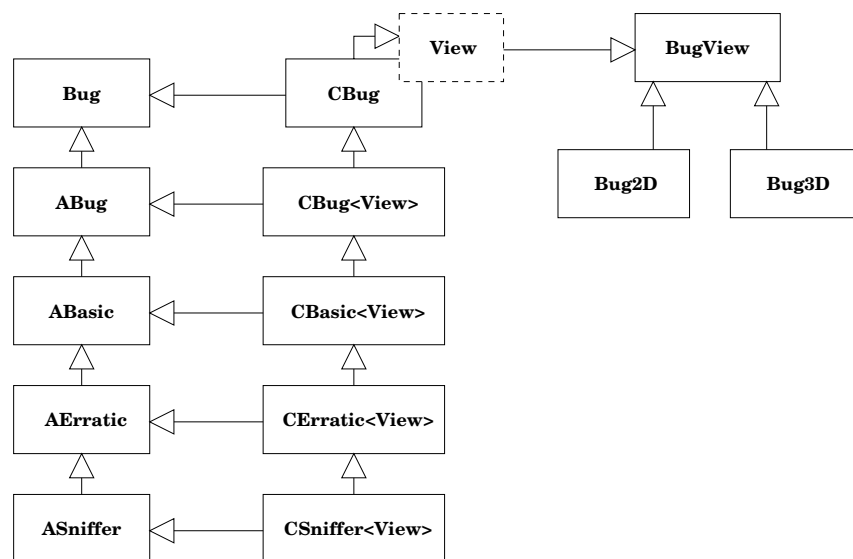 View
BugView
Bug
CBug
Bug2D
Bug3D
ABug
CBug<View>
ABasic
CBasic<View>
AErratic
CErratic<View>
ASniffer
CSniffer<View>